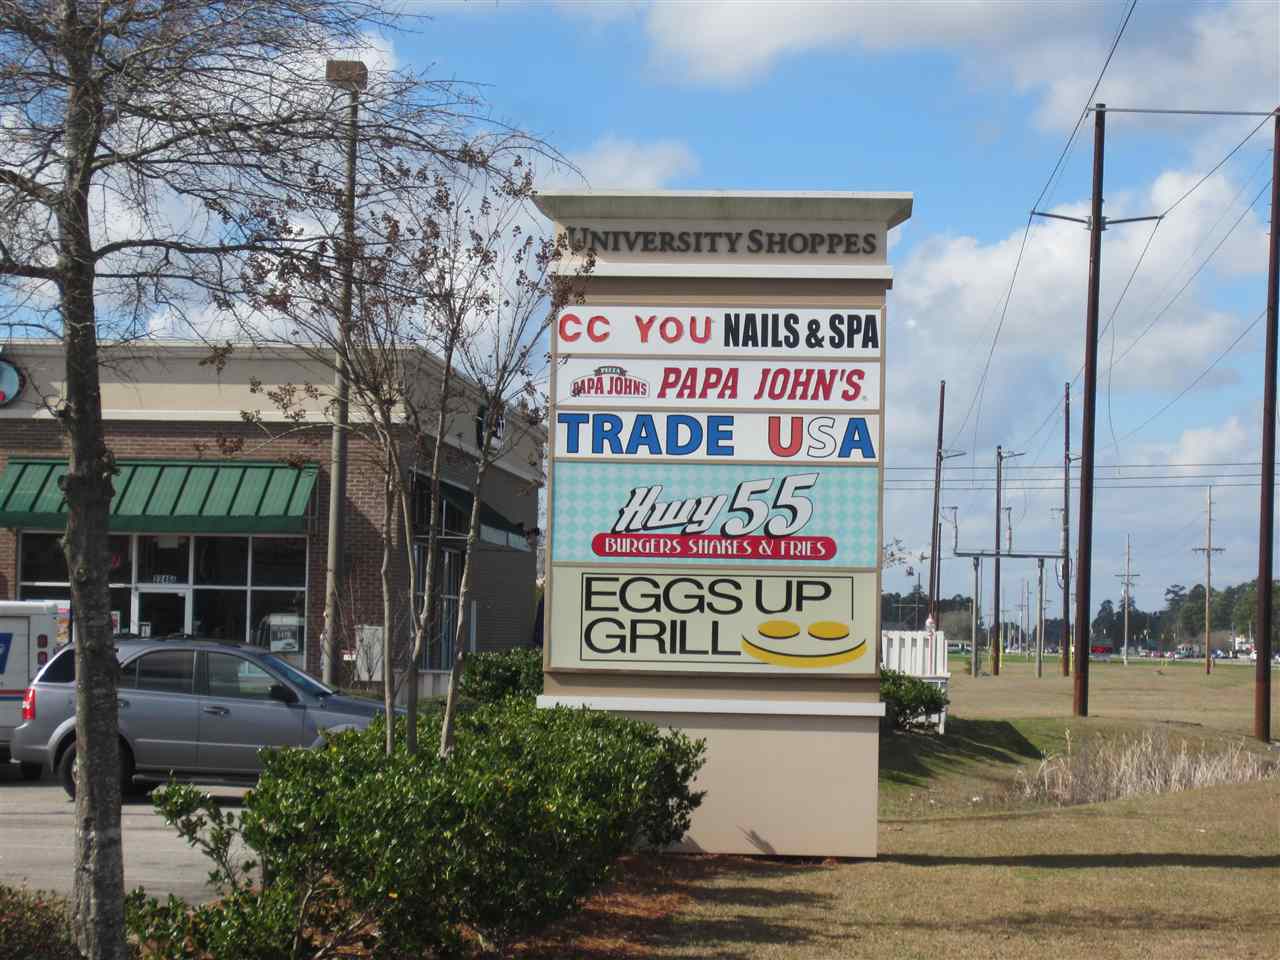 UNIVERSITY SHOPPES
CC YOU NAILS & SPA
PIZZA
PAPA JOHNS
PAPA JOHN'S
TRADE USA
Hwy 55
BURGERS SHAKES & FRIES
EGGS UP
GRILL